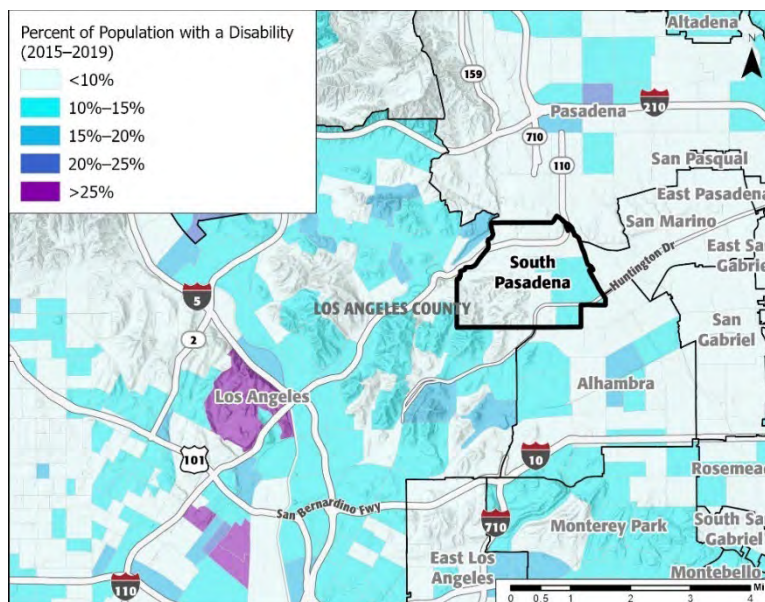 Percent of Population with a Disability
(2015–2019)
<10%
10%–15%
15%–20%
20%–25%
>25%
Altadena
N
159
Pasadena
210
710
110
San Pasqual
East Pasadena
San Marino
East San
Gabriel
South
Pasadena
Huntington Dr
5
LOS ANGELES COUNTY
2
San
Gabriel
Alhambra
Los Angeles
101
10
Rosemead
San Bernardino Fwy
710
Monterey Park
South San
Gabriel
East Los
Angeles
Montebello
110
0 0.5 1 2 3 4